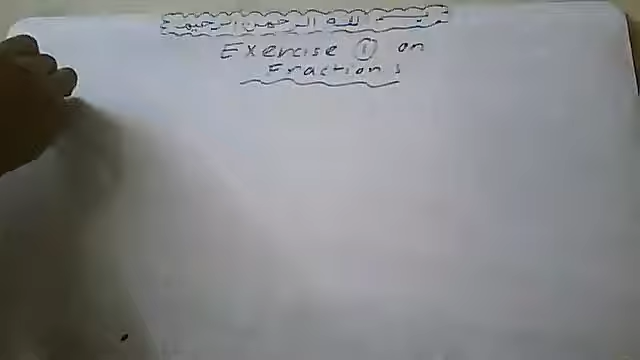 بسم الله الرحمن الرحيم
Exercise ① on
Fractions